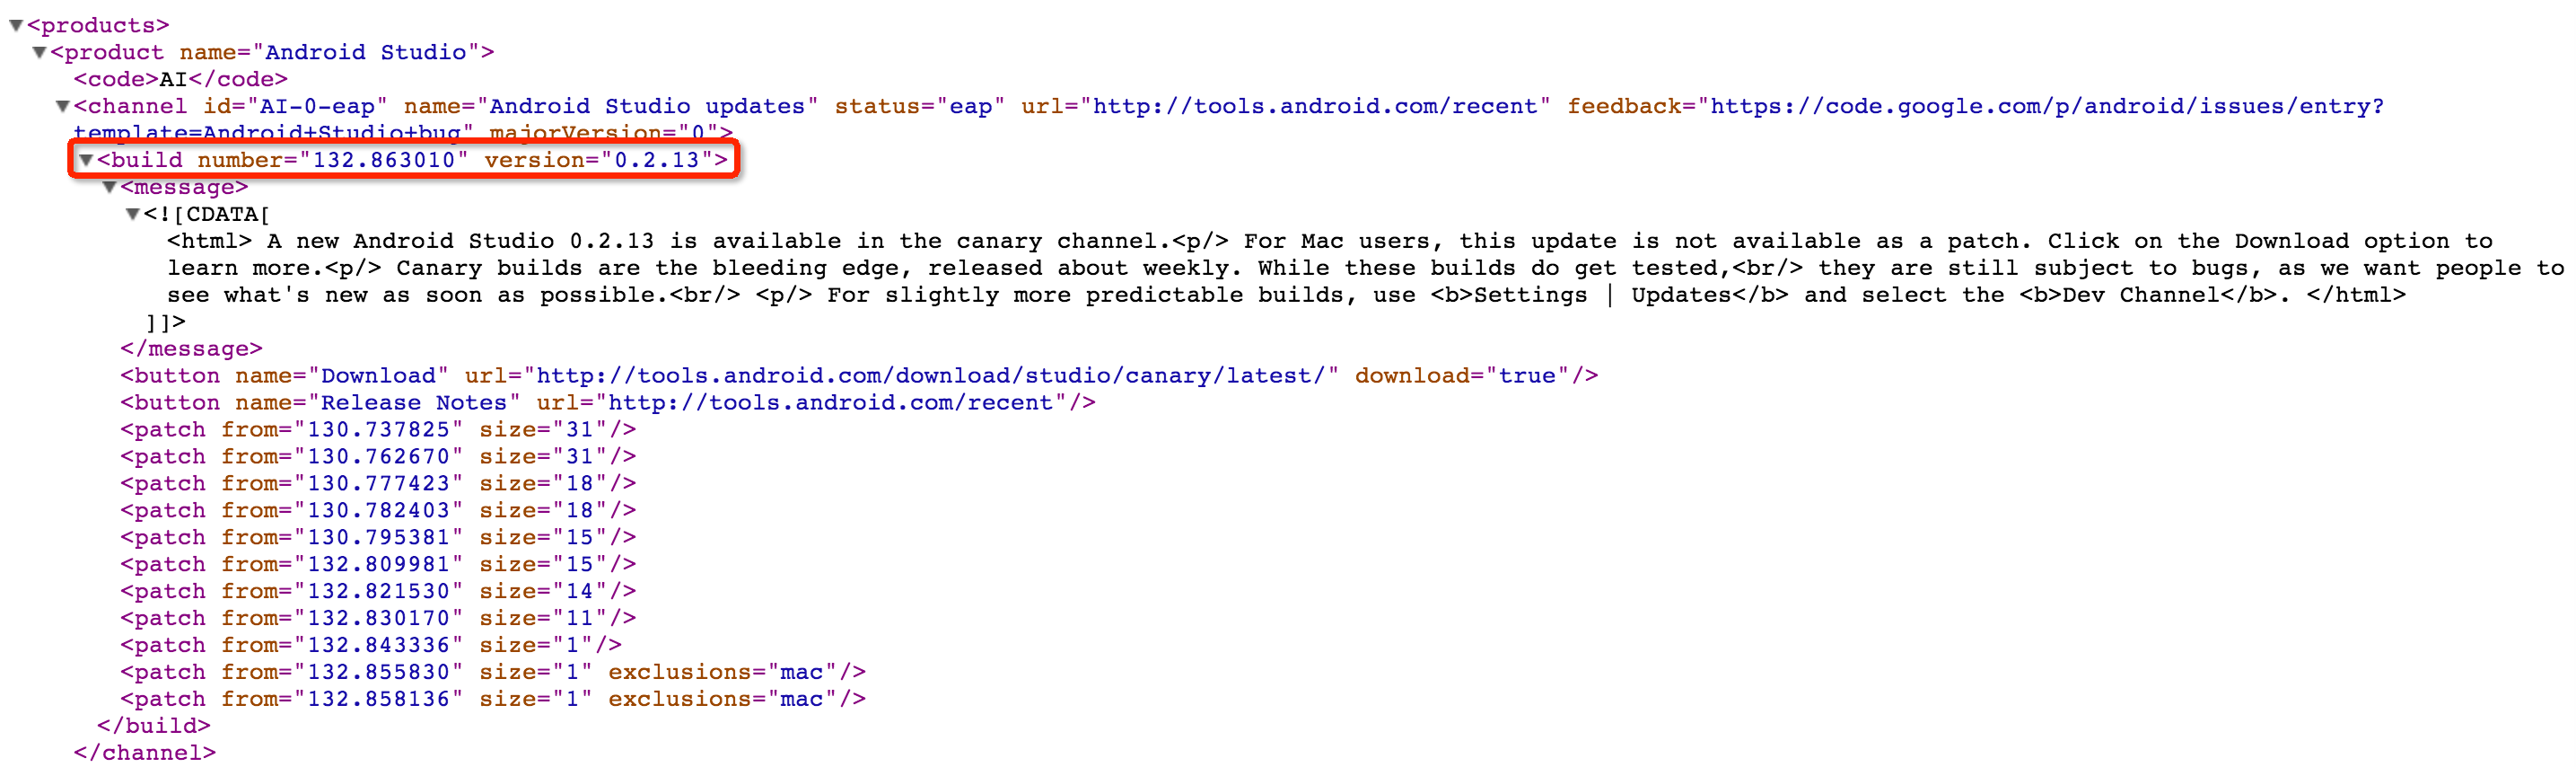 <products>
<product name="Android Studio">
<code>AI</code>
<channel id="AI-0-eap" name="Android Studio updates" status="eap" url="http://tools.android.com/recent" feedback="https://code.google.com/p/android/issues/entry?
template=Android+Studio+bug" majorVersion="0">
<build number="132.863010" version="0.2.13">
<message>
<![CDATA[
<html> A new Android Studio 0.2.13 is available in the canary channel.<p/> For Mac users, this update is not available as a patch. Click on the Download option to
learn more.<p/> Canary builds are the bleeding edge, released about weekly. While these builds do get tested,<br/> they are still subject to bugs, as we want people to
see what's new as soon as possible.<br/> <p/> For slightly more predictable builds, use <b>Settings | Updates</b> and select the <b>Dev Channel</b>. </html>
]]>
</message>
<button name="Download" url="http://tools.android.com/download/studio/canary/latest/" download="true"/>
<button name="Release Notes" url="http://tools.android.com/recent"/>
<patch from="130.737825" size="31"/>
<patch from="130.762670" size="31"/>
<patch from="130.777423" size="18"/>
<patch from="130.782403" size="18"/>
<patch from="130.795381" size="15"/>
<patch from="132.809981" size="15"/>
<patch from="132.821530" size="14"/>
<patch from="132.830170" size="11"/>
<patch from="132.843336" size="1"/>
<patch from="132.855830" size="1" exclusions="mac"/>
<patch from="132.858136" size="1" exclusions="mac"/>
</build>
</channel>